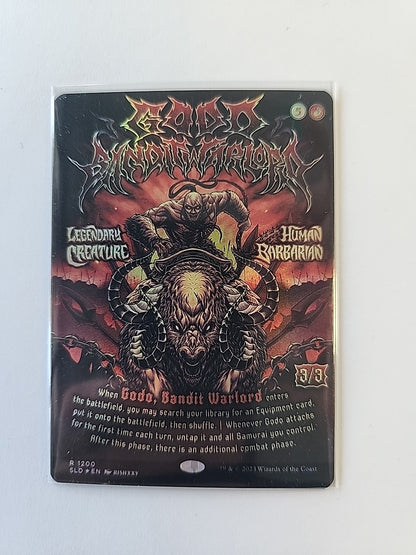 GODO
BANDIT WARLORD
5
LEGENDARY
CREATURE
HUMAN
BARBARIAN
3/3
When Godo, Bandit Warlord enters
the battlefield, you may search your library for an Equipment card,
put it onto the battlefield, then shuffle. | Whenever Godo attacks
for the first time each turn, untap it and all Samurai you control.
After this phase, there is an additional combat phase.
R 1200
SLD ★ EN RISHXXV
™ & © 2023 Wizards of the Coast